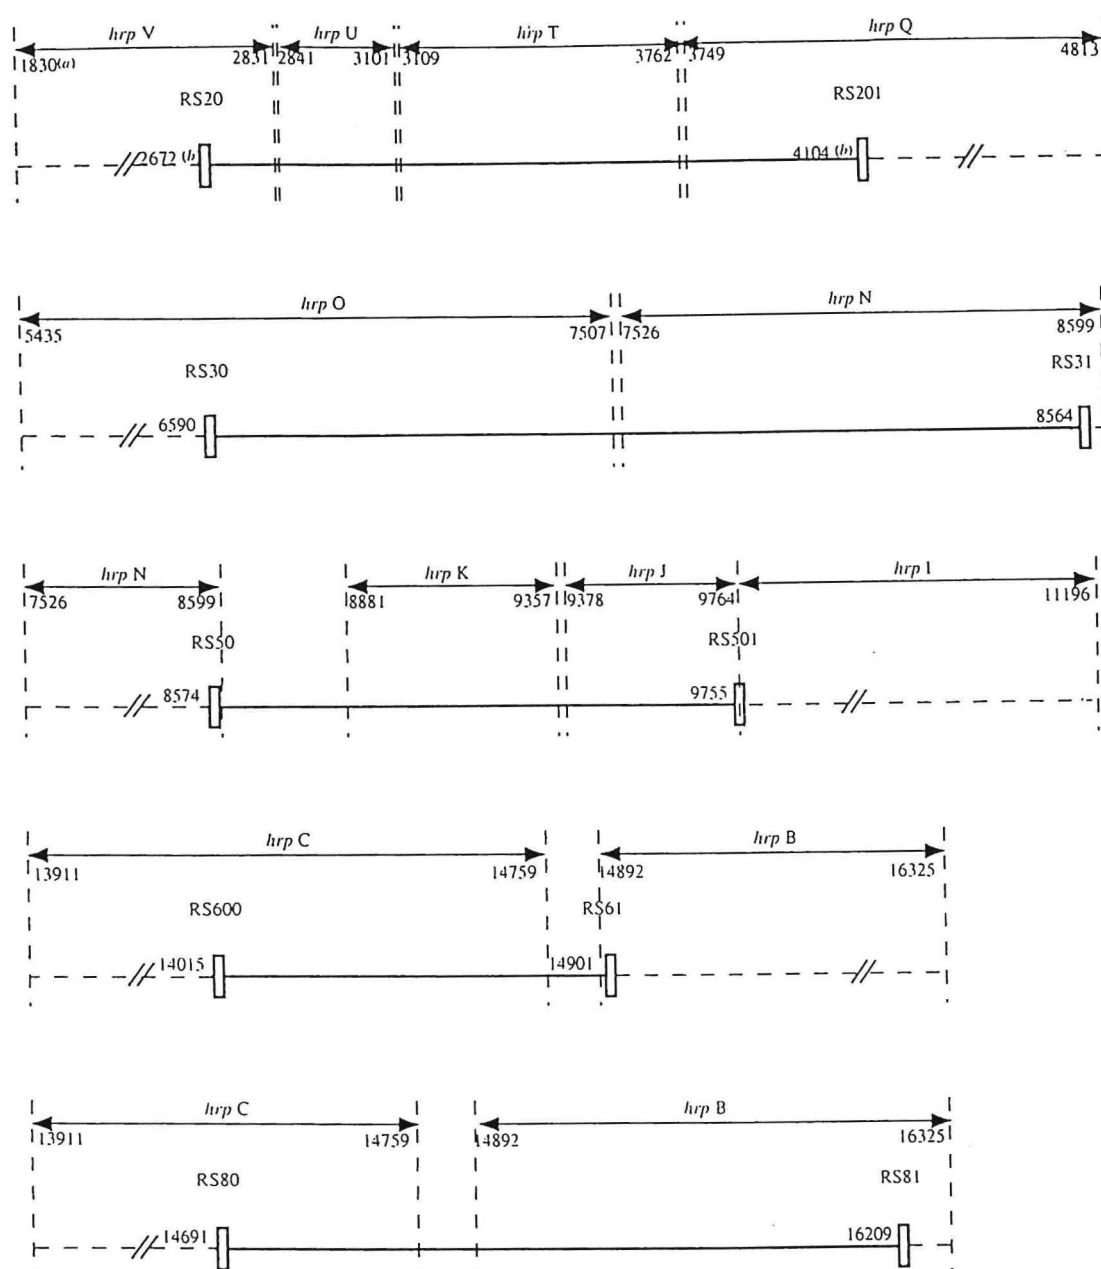 hrp V hrp U hrp T hrp Q
1830(a) 2851 2841 3101 3109 3762 3749 4813
RS20 RS201
2672 (b 4104 (b)
hrp O hrp N
5435 7507 7526 8599
RS30 RS31
6590 8564
hrp N hrp K hrp J hrp I
7526 8599 8881 9357 9378 9764 11196
RS50 RS501
8574 9755
hrp C hrp B
13911 14759 14892 16325
RS600 RS61
14015 14901
hrp C hrp B
13911 14759 14892 16325
RS80 RS81
14691 16209